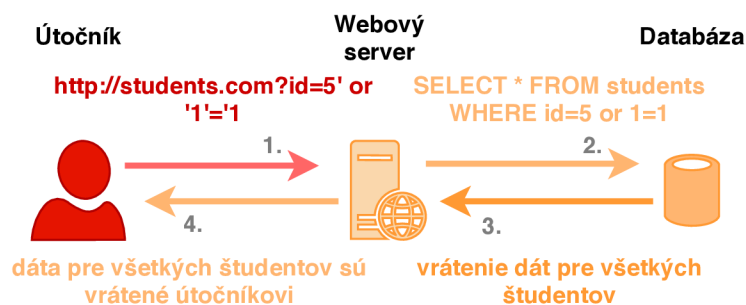 Útočník
Webový
server
Databáza
http://students.com?id=5' or
'1'='1
SELECT * FROM students
WHERE id=5 or 1=1
1.
2.
4.
3.
dáta pre všetkých študentov sú
vrátené útočníkovi
vrátenie dát pre všetkých
študentov